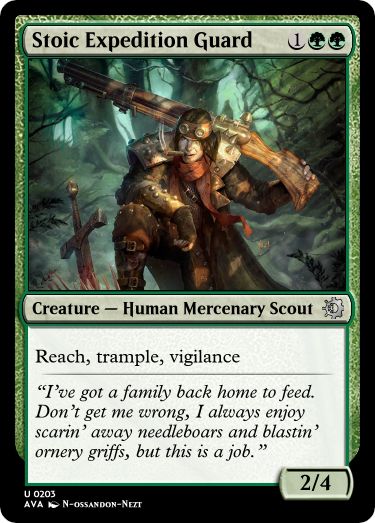 Stoic Expedition Guard 1
Creature — Human Mercenary Scout
Reach, trample, vigilance
“I’ve got a family back home to feed.
Don’t get me wrong, I always enjoy
scarin’ away needleboars and blastin’
ornery griffs, but this is a job.”
2/4
U 0203
AVA N-ossandon-Nezt